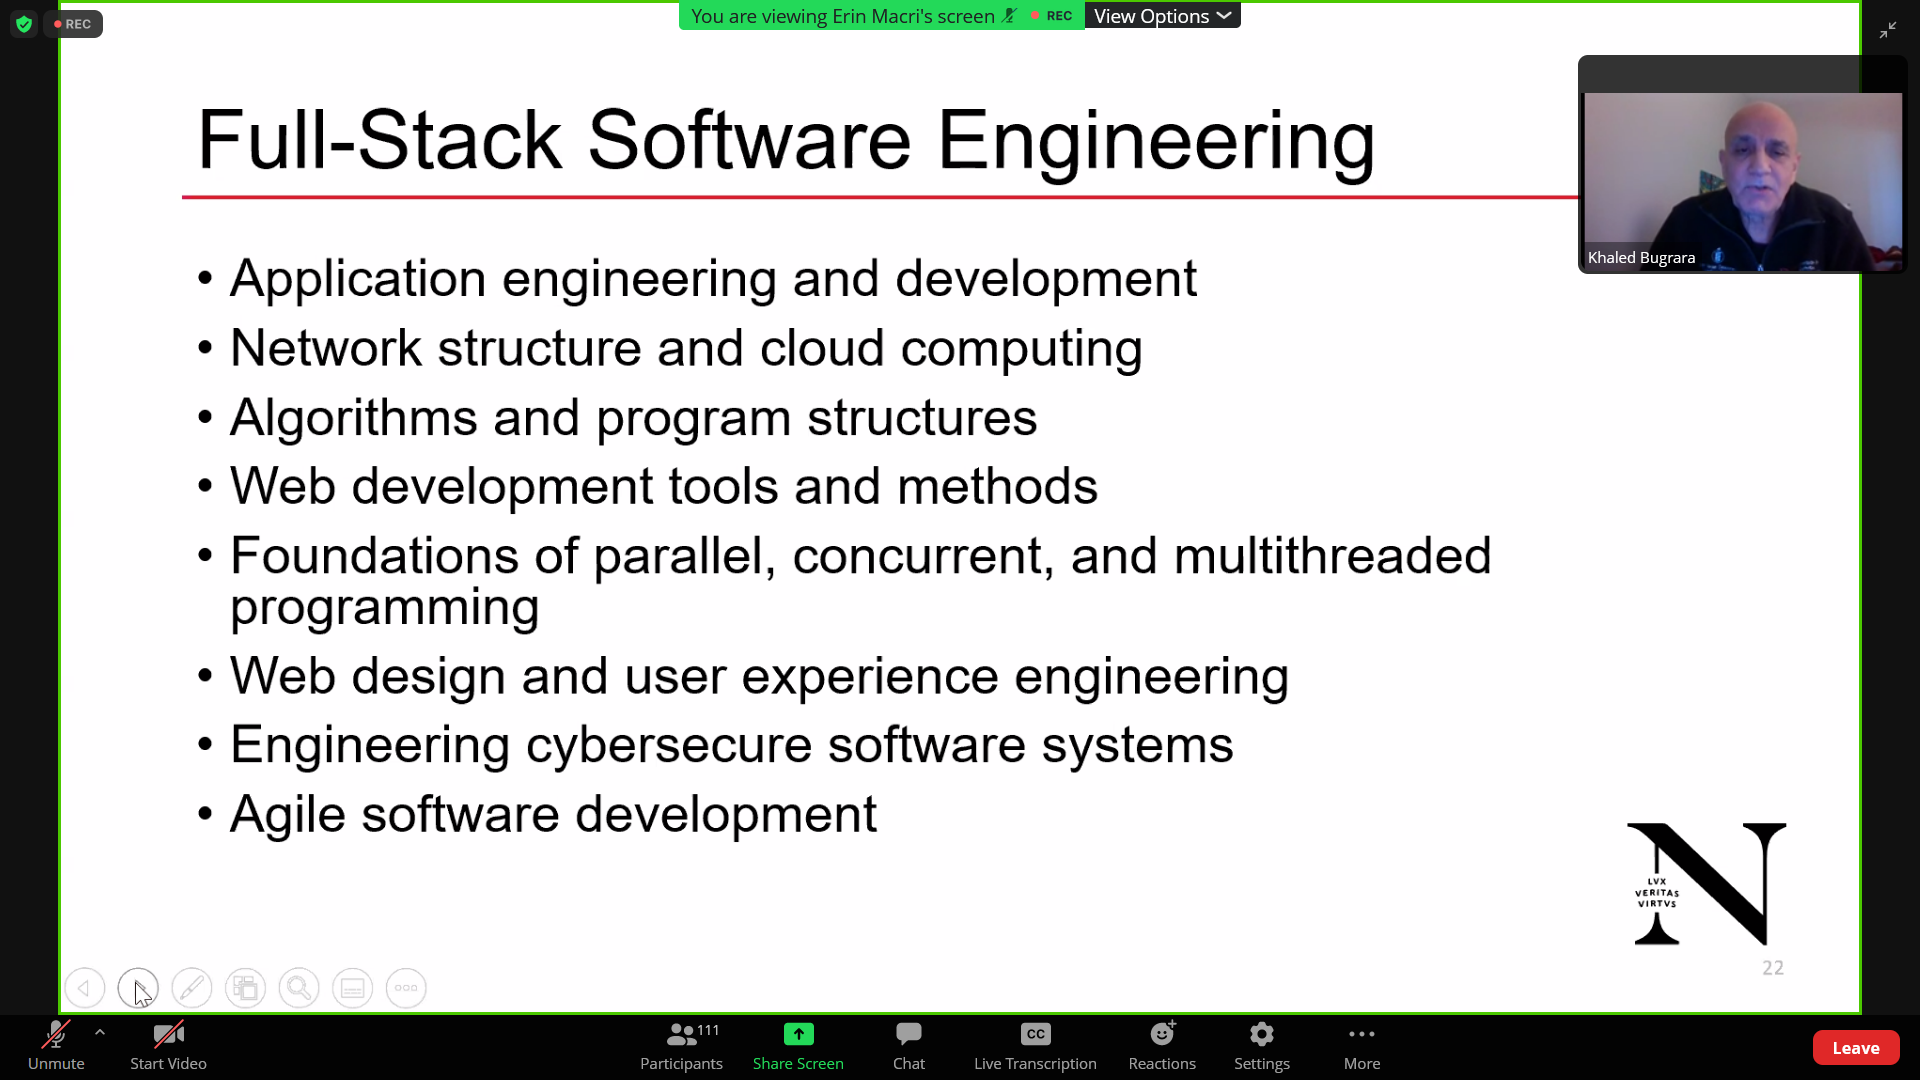 REC
You are viewing Erin Macri's screen
REC
View Options
Full-Stack Software Engineering
Khaled Bugrara
• Application engineering and development
• Network structure and cloud computing
• Algorithms and program structures
• Web development tools and methods
• Foundations of parallel, concurrent, and multithreaded
programming
• Web design and user experience engineering
• Engineering cybersecure software systems
• Agile software development
N
LVX
VERITAS
VIRTVS
22
Unmute
Start Video
111
Participants
Share Screen
Chat
CC
Live Transcription
Reactions
Settings
More
Leave